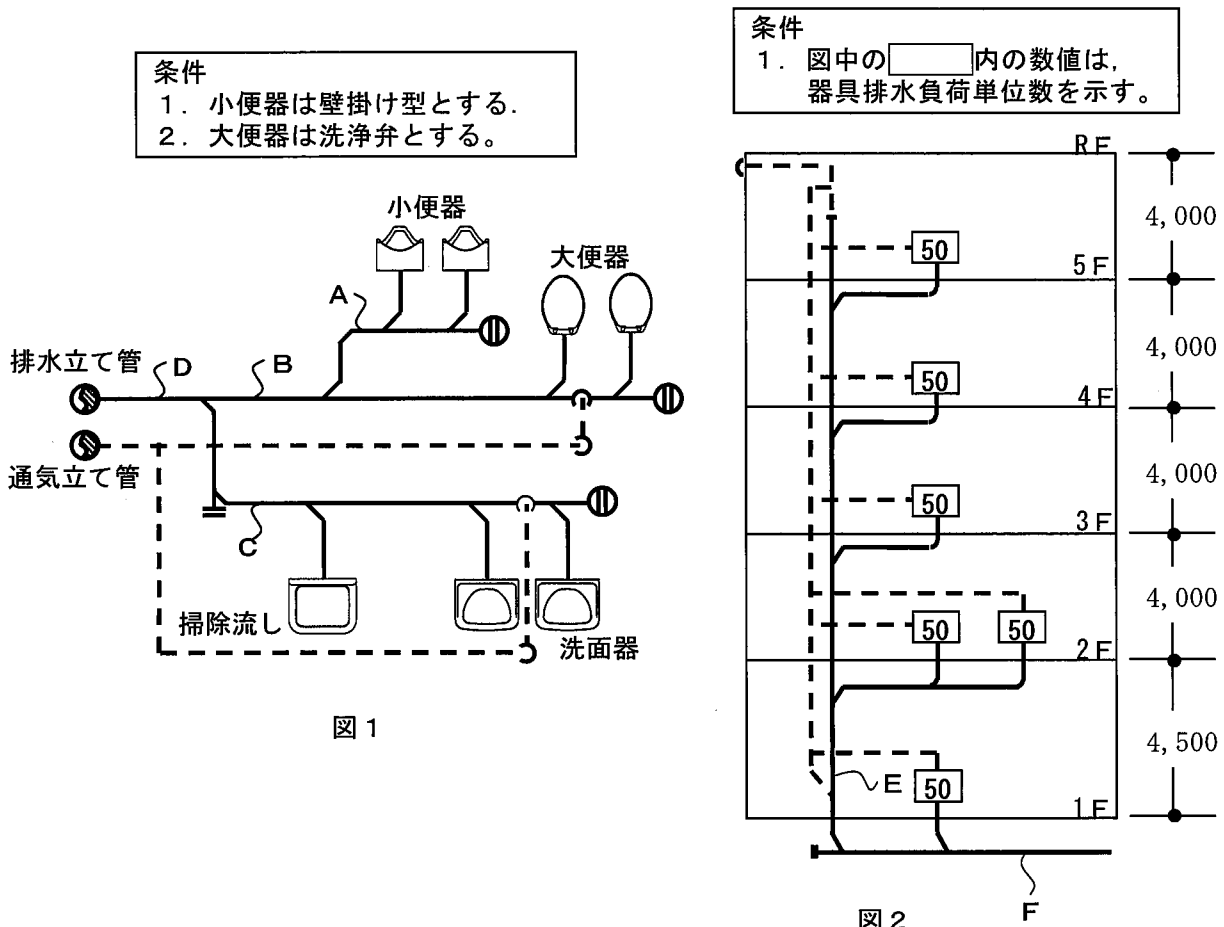 条件
1. 小便器は壁掛け型とする.
2. 大便器は洗浄弁とする。
小便器
大便器
A
排水立て管
D
B
通気立て管
C
掃除流し
洗面器
図1
条件
1. 図中の 内の数値は,
器具排水負荷単位数を示す。
RF
4,000
50
5F
4,000
50
4F
4,000
50
3F
4,000
50
50
2F
4,500
E
50
1F
F
図2